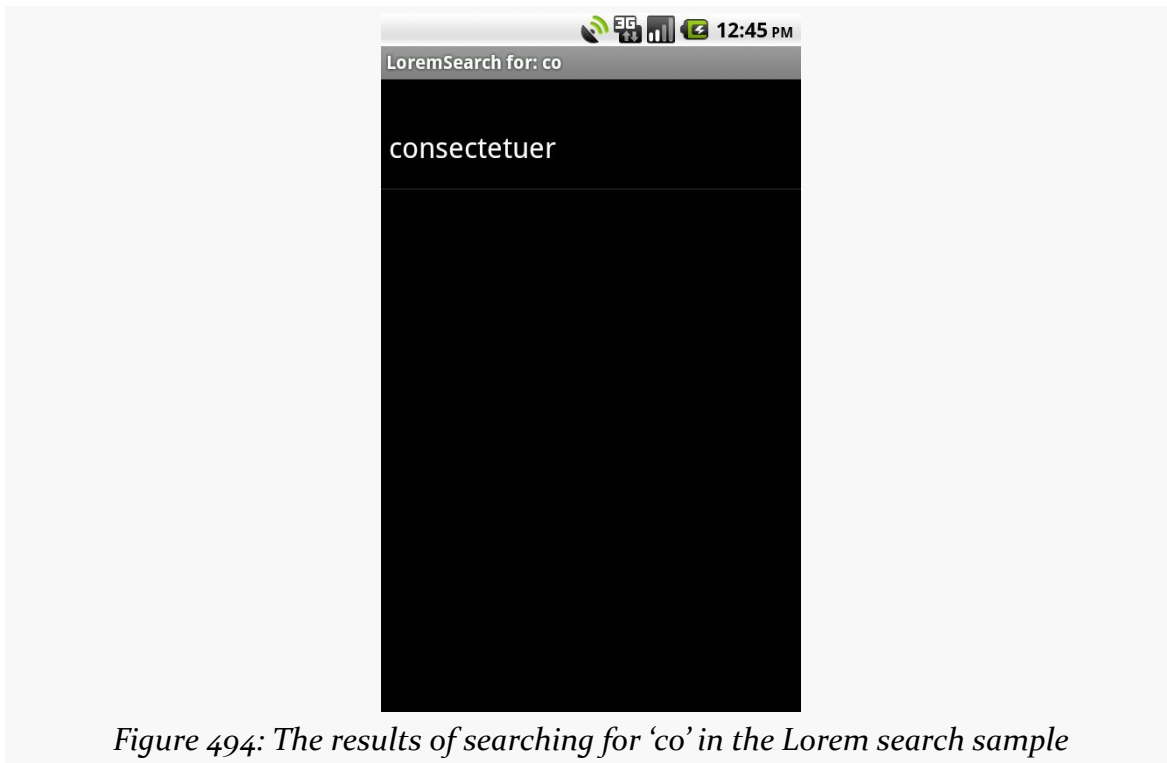 3G 12:45 PM
LoremSearch for: co
consectetuer
Figure 494: The results of searching for ‘co’ in the Lorem search sample